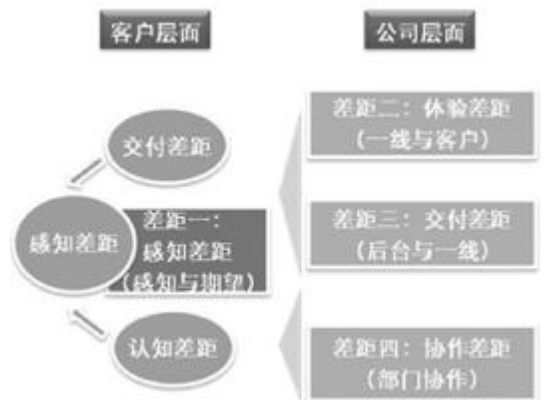 客户层面
公司层面
交付差距
感知差距
差距一：
感知差距
（感知与期望）
认知差距
差距二：体验差距
（一线与客户）
差距三：交付差距
（后台与一线）
差距四：协作差距
（部门协作）